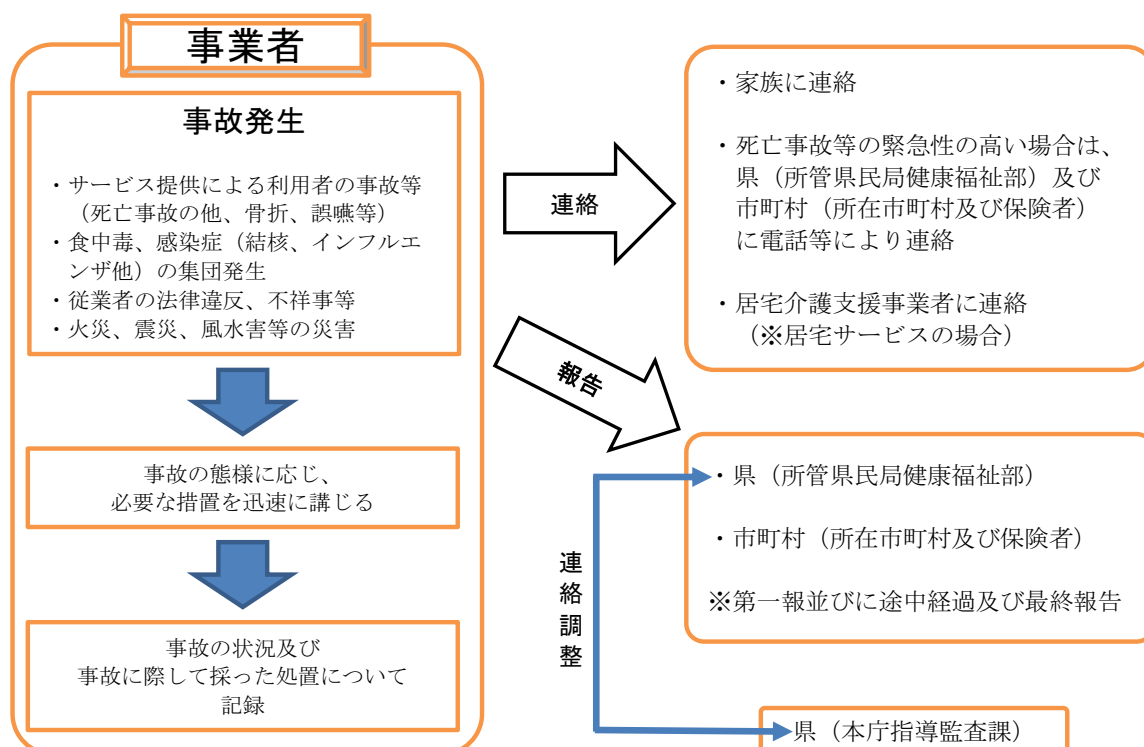 事業者
事故発生
・サービス提供による利用者の事故等
（死亡事故の他、骨折、誤嚥等）
・食中毒、感染症（結核、インフルエ
ンザ他）の集団発生
・従業者の法律違反、不祥事等
・火災、震災、風水害等の災害
事故の態様に応じ、
必要な措置を迅速に講じる
事故の状況及び
事故に際して採った処置について
記録
連絡
・家族に連絡
・死亡事故等の緊急性の高い場合は、
県（所管県民局健康福祉部）及び
市町村（所在市町村及び保険者）
に電話等により連絡
・居宅介護支援事業者に連絡
（※居宅サービスの場合）
報告
・県（所管県民局健康福祉部）
・市町村（所在市町村及び保険者）
※第一報並びに途中経過及び最終報告
連絡調整
・県（本庁指導監査課）